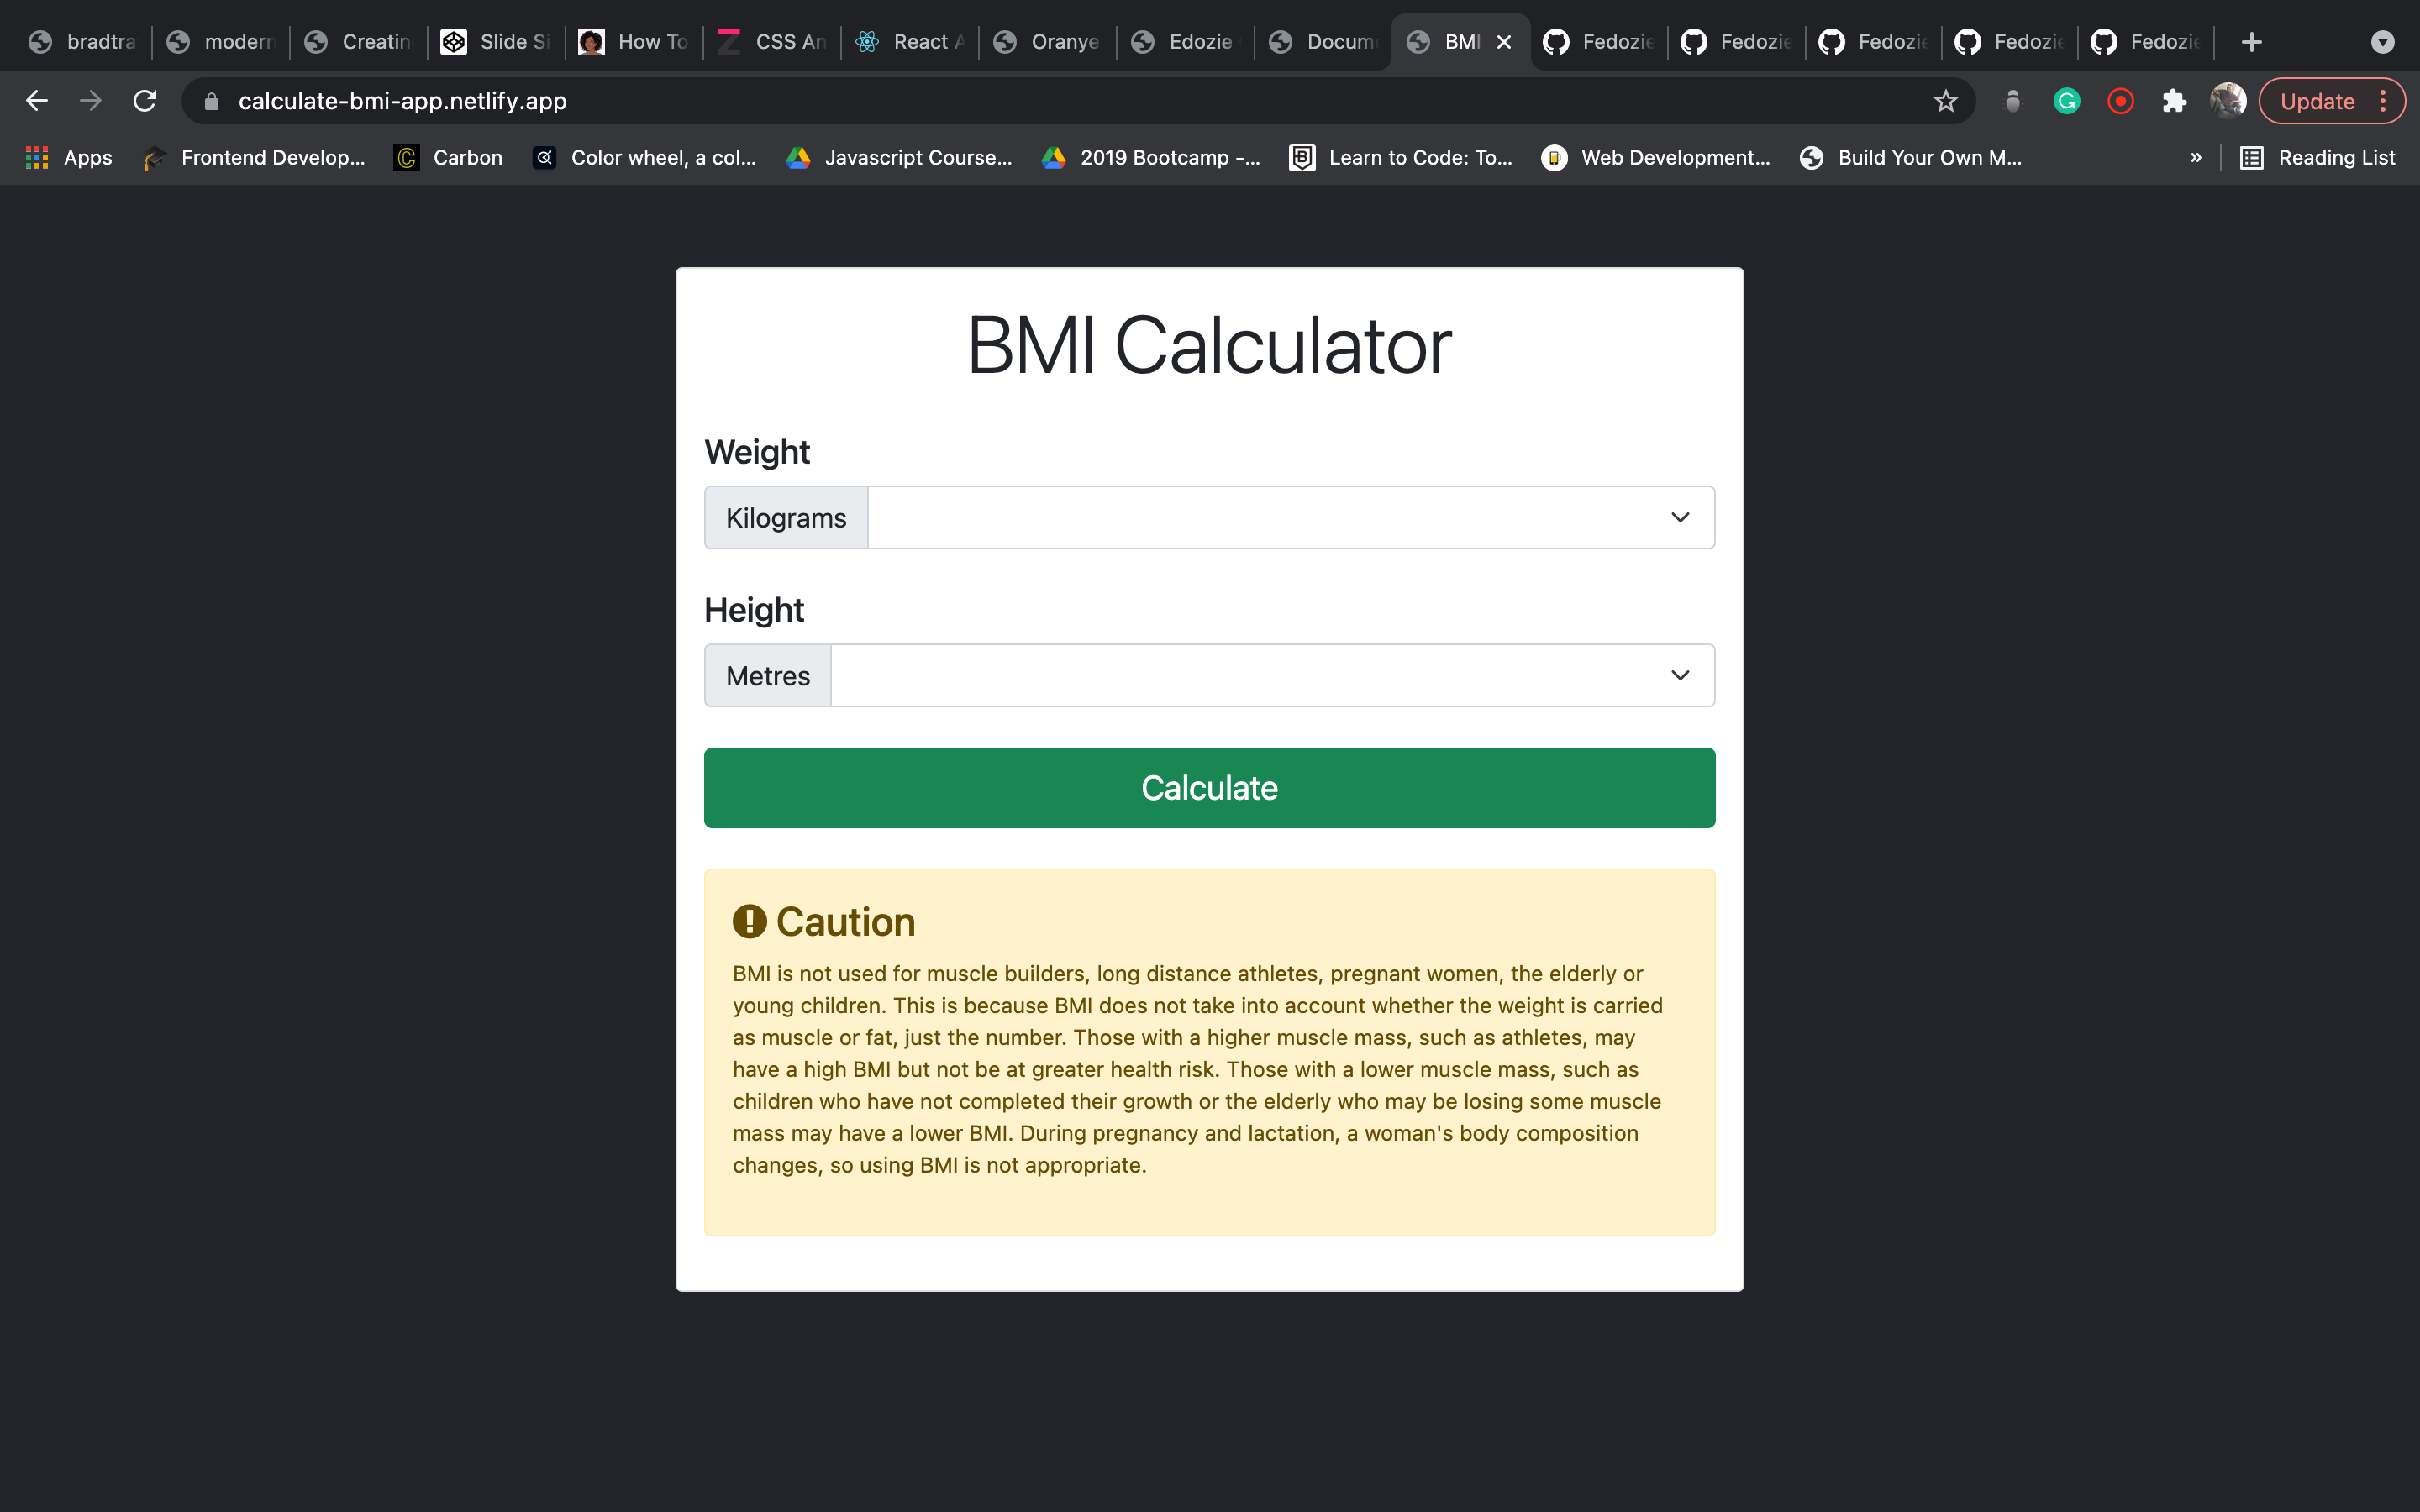 bradtra
modern
Creatin
Slide Si
How To
CSS An
React A
Oranye
Edozie
Docum
BMI
Fedozie
Fedozie
Fedozie
Fedozie
Fedozie
calculate-bmi-app.netlify.app
Update
Apps
Frontend Develop...
Carbon
Color wheel, a col...
Javascript Course...
2019 Bootcamp -...
Learn to Code: To...
Web Development...
Build Your Own M...
»
Reading List
BMI Calculator
Weight
Kilograms
Height
Metres
Calculate
Caution
BMI is not used for muscle builders, long distance athletes, pregnant women, the elderly or
young children. This is because BMI does not take into account whether the weight is carried
as muscle or fat, just the number. Those with a higher muscle mass, such as athletes, may
have a high BMI but not be at greater health risk. Those with a lower muscle mass, such as
children who have not completed their growth or the elderly who may be losing some muscle
mass may have a lower BMI. During pregnancy and lactation, a woman's body composition
changes, so using BMI is not appropriate.